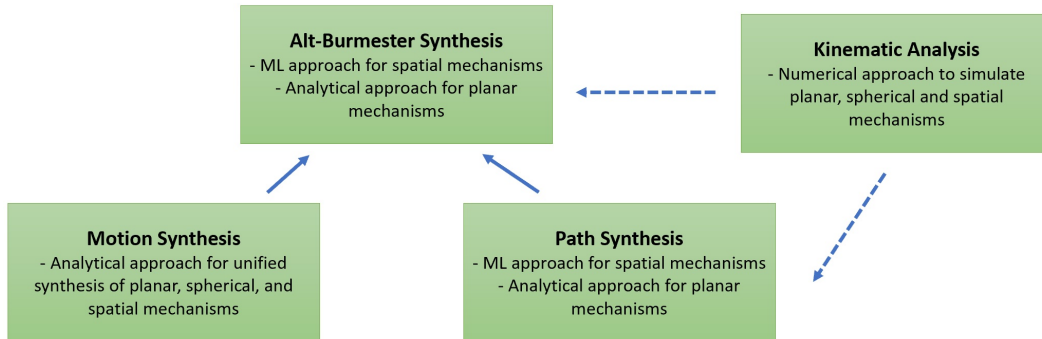 Alt-Burmester Synthesis
- ML approach for spatial mechanisms
- Analytical approach for planar
mechanisms
Kinematic Analysis
- Numerical approach to simulate
planar, spherical and spatial
mechanisms
Motion Synthesis
- Analytical approach for unified
synthesis of planar, spherical, and
spatial mechanisms
Path Synthesis
- ML approach for spatial mechanisms
- Analytical approach for planar
mechanisms